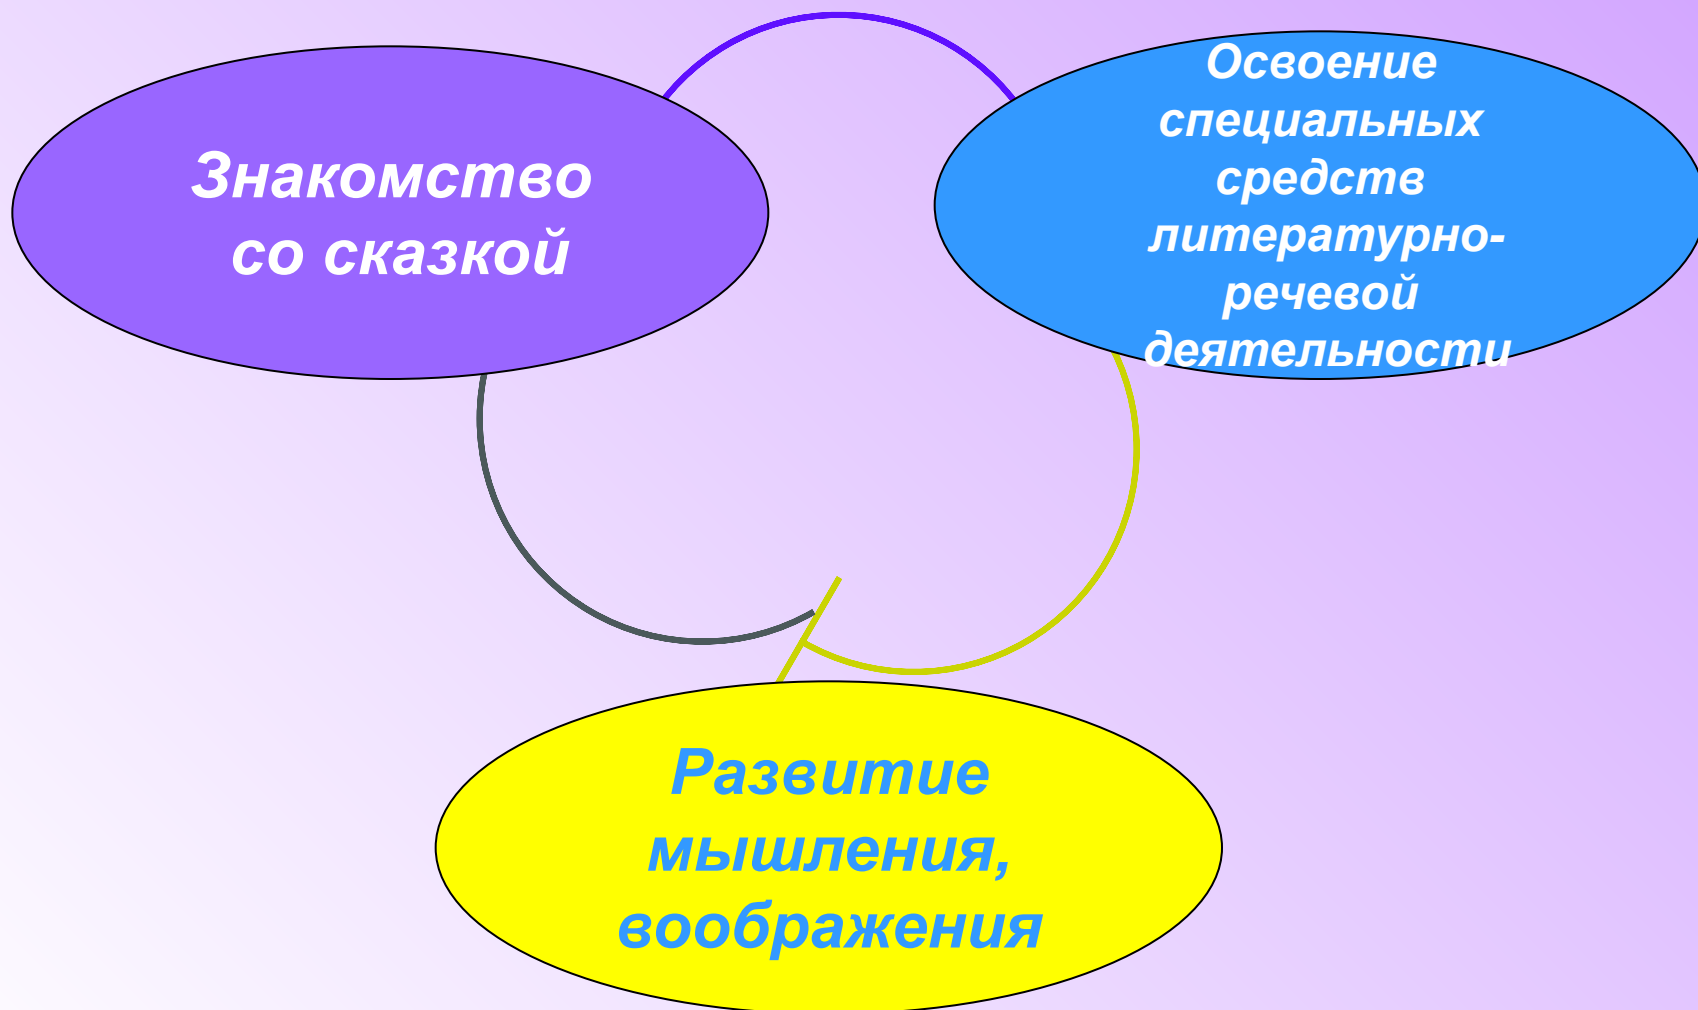 Знакомство
со сказкой
Освоение
специальных
средств
литературно-
речевой
деятельности
Развитие
мышления,
воображения